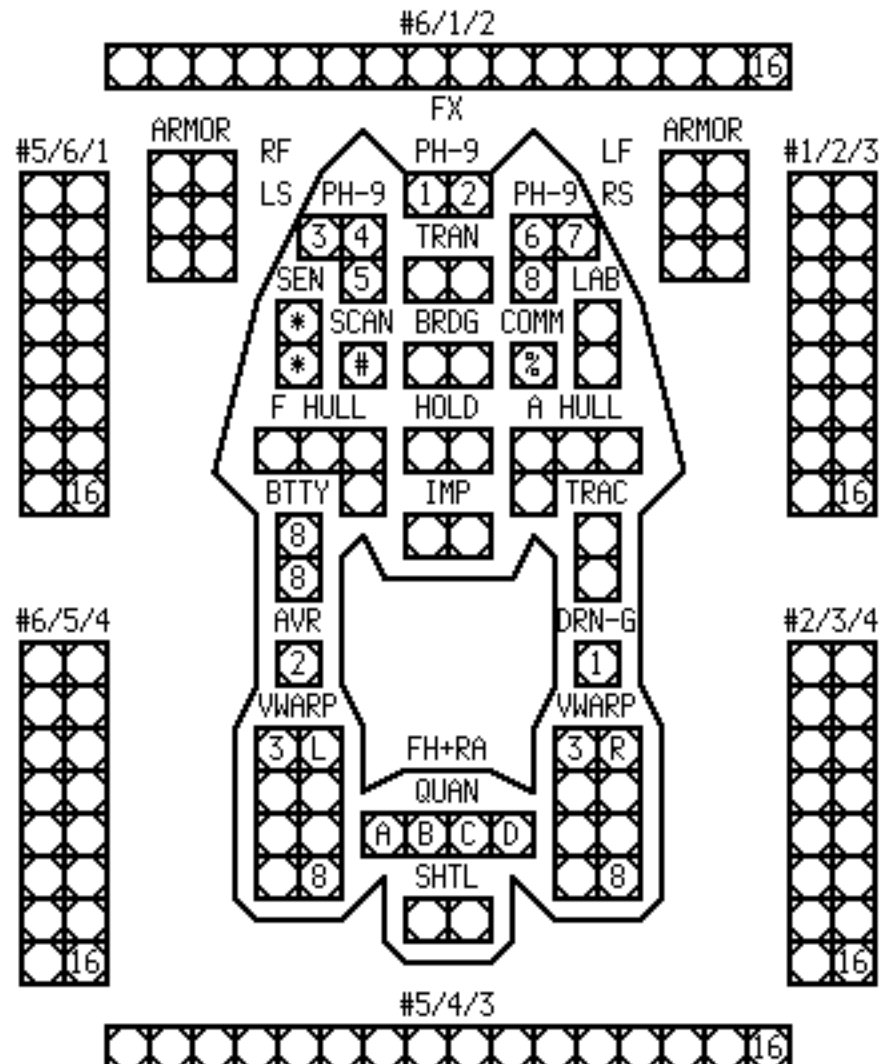 #6/1/2
16
FX
ARMOR ARMOR
#5/6/1 RF PH-9 LF #1/2/3
LS PH-9 1 2 PH-9 RS
3 4 TRAN 6 7
SEN 5 8 LAB
* SCAN BRDG COMM
* # %
F HULL HOLD A HULL
16 16
BTTY IMP TRAC
8
8
#6/5/4 AVR DRN-G #2/3/4
2 1
VWARP VWARP
3 L FH+RA 3 R
QUAN
A B C D
8 SHTL 8
16 16
#5/4/3
16